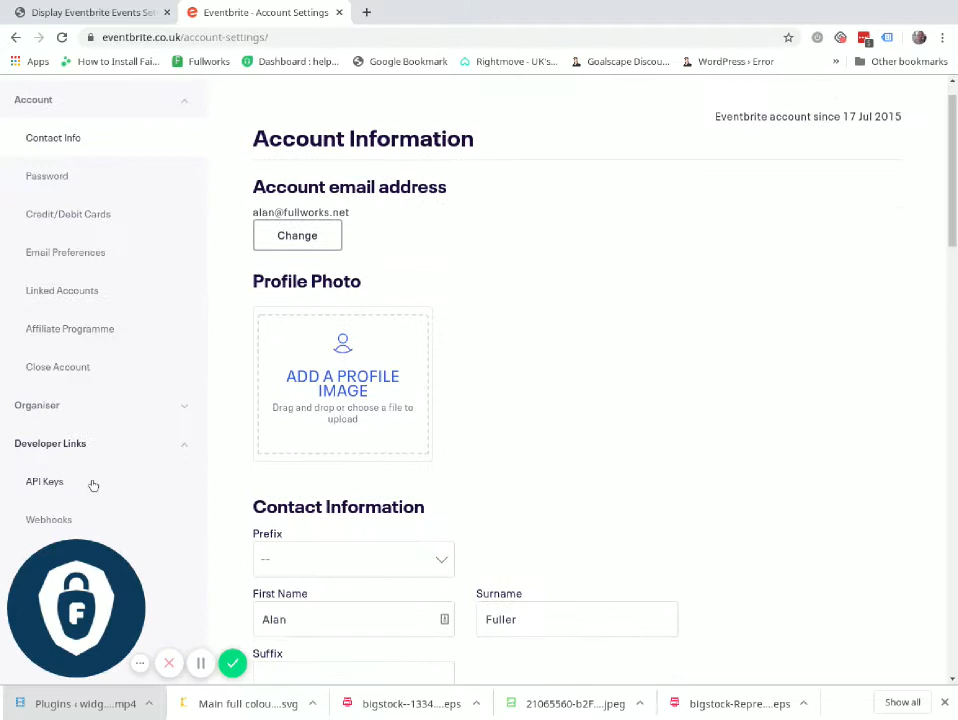 Display Eventbrite Events Set
Eventbrite - Account Settings
eventbrite.co.uk/account-settings/
1
Apps
How to Install Fai...
Fullworks
Dashboard : help...
Google Bookmark
Rightmove - UK's...
Goalscape Discou...
WordPress › Error
»
Other bookmarks
Account
Contact Info
Password
Credit/Debit Cards
Email Preferences
Linked Accounts
Affiliate Programme
Close Account
Organiser
Developer Links
API Keys
Webhooks
F
Eventbrite account since 17 Jul 2015
Account Information
Account email address
alan@fullworks.net
Change
Profile Photo
ADD A PROFILE
IMAGE
Drag and drop or choose a file to
upload
Contact Information
Prefix
--
First Name
Surname
Alan
Fuller
Suffix
Plugins ‹ widg....mp4
Main full colou....svg
bigstock--1334....eps
21065560-b2F....jpeg
bigstock-Repre....eps
Show all